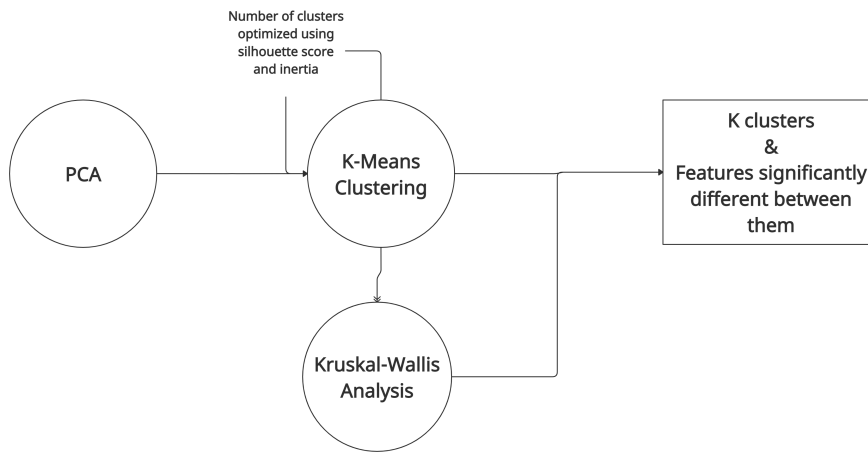 Number of clusters
optimized using
silhouette score
and inertia
PCA
K-Means
Clustering
K clusters
&
Features significantly
different between
them
Kruskal-Wallis
Analysis